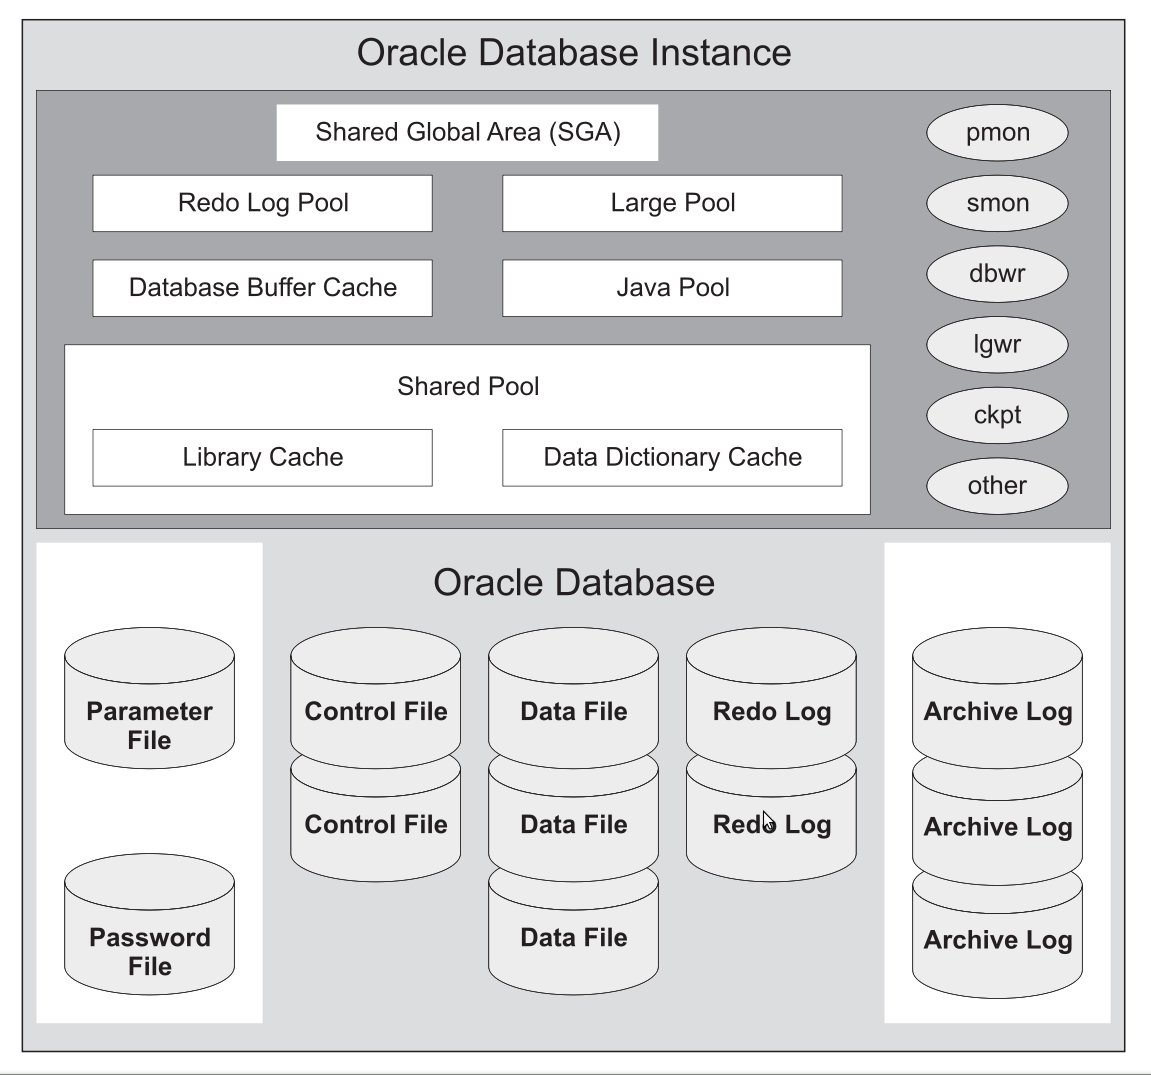 Oracle Database Instance
Shared Global Area (SGA)
pmon
Redo Log Pool
Large Pool
smon
Database Buffer Cache
Java Pool
dbwr
lgwr
Shared Pool
ckpt
Library Cache
Data Dictionary Cache
other
Oracle Database
Parameter
File
Control File
Data File
Redo Log
Archive Log
Control File
Data File
Redo Log
Archive Log
Password
File
Data File
Archive Log